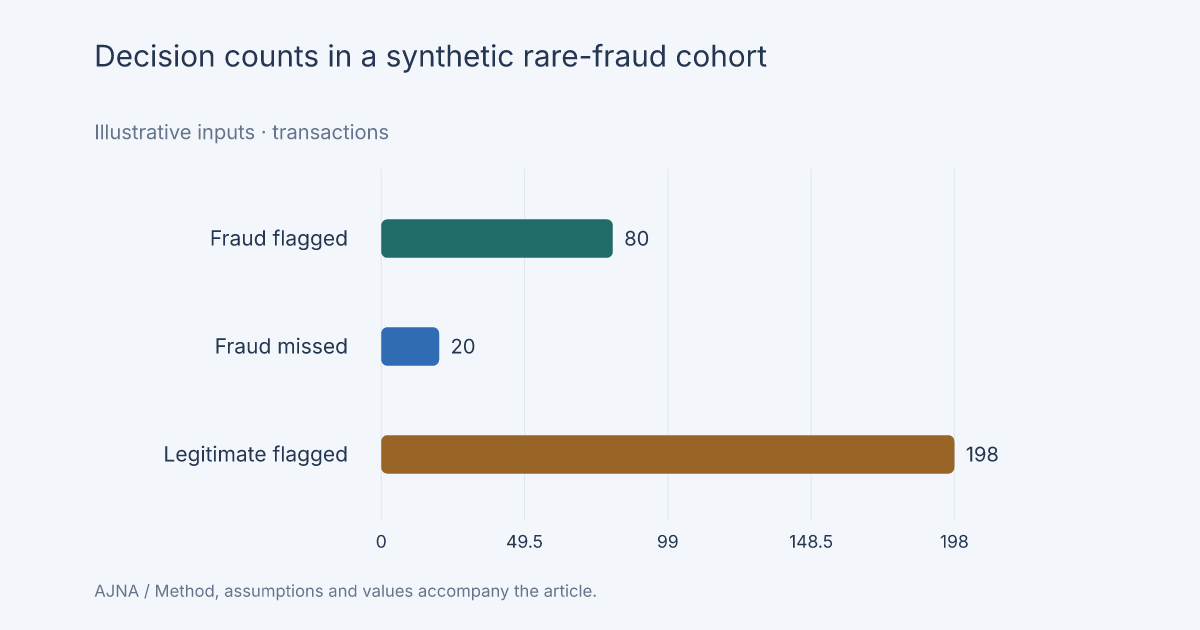 Decision counts in a synthetic rare-fraud cohort
Illustrative inputs · transactions
Fraud flagged 80
Fraud missed 20
Legitimate flagged 198
0 49.5 99 148.5 198
AJNA / Method, assumptions and values accompany the article.